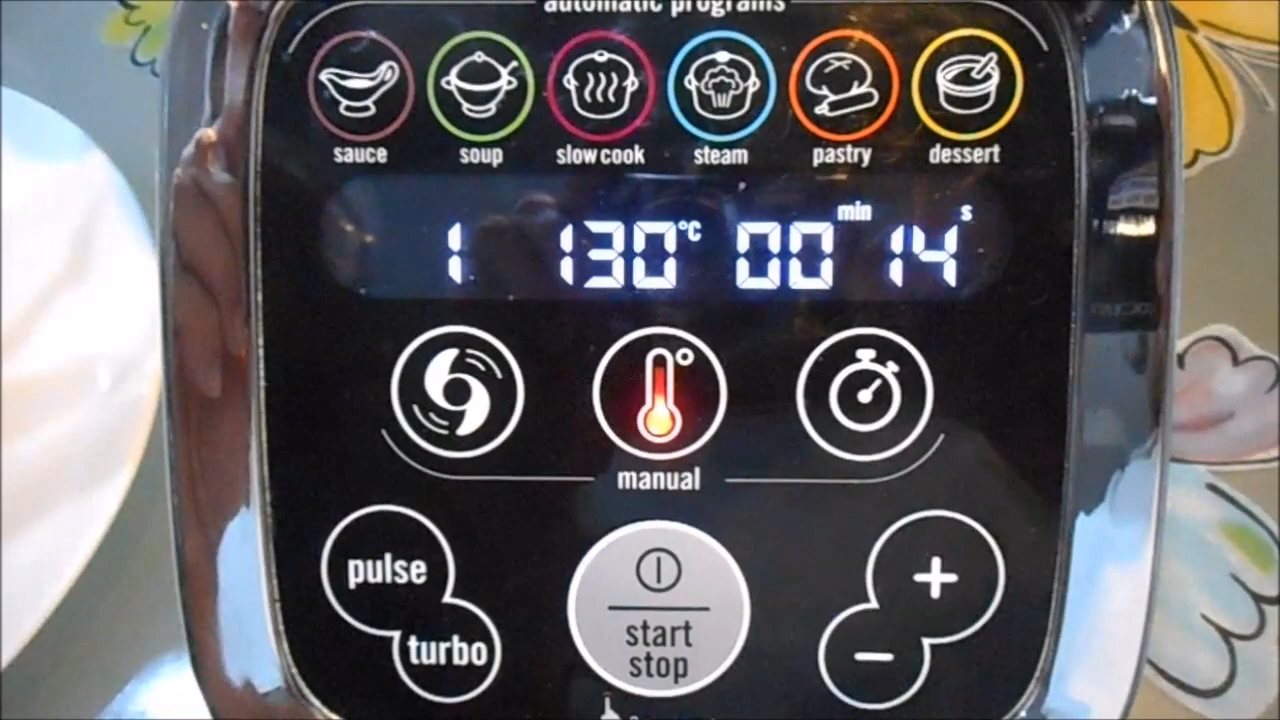 automatic programs
sauce soup slow cook steam pastry dessert
min s
1 130°C 00 14
manual
pulse
turbo
start
stop
+
-